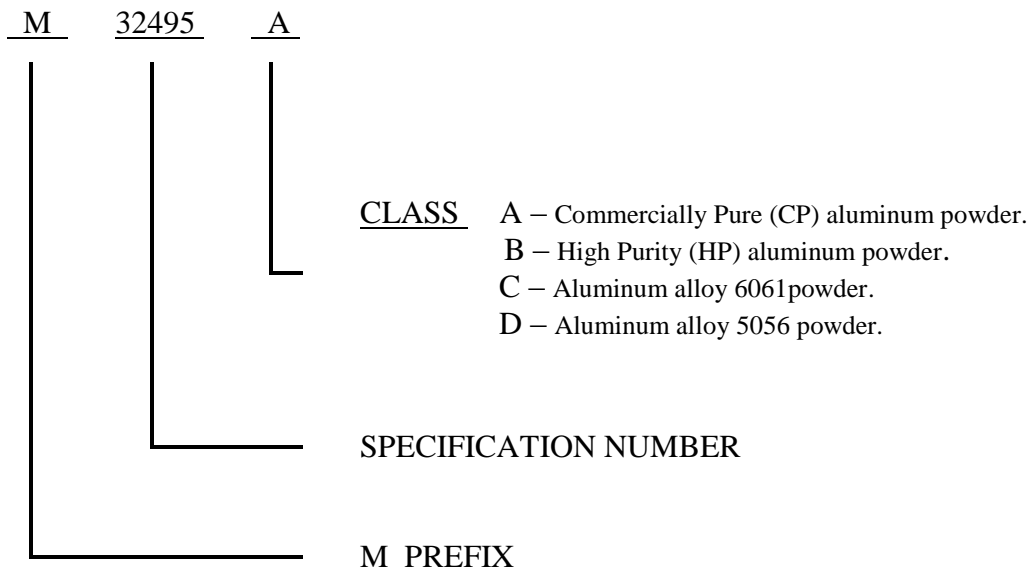 M 32495 A
CLASS A – Commercially Pure (CP) aluminum powder.
B – High Purity (HP) aluminum powder.
C – Aluminum alloy 6061powder.
D – Aluminum alloy 5056 powder.
SPECIFICATION NUMBER
M PREFIX